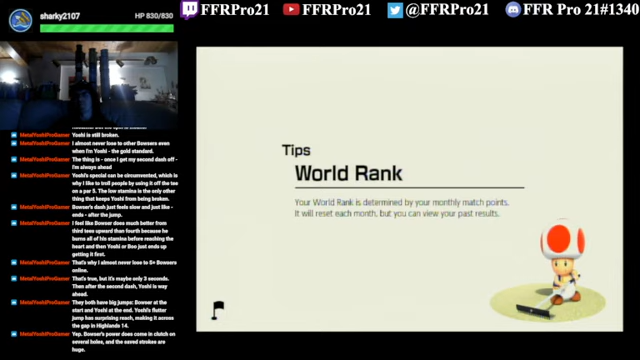 sharky2107
HP 830/830
FFRPro21
FFRPro21
@FFRPro21
FFR Pro 21#1340
MetalYoshiProGamer Yoshi is still broken.
MetalYoshiProGamer I almost never lose to other Bowsers
even when I'm Yoshi - the gold standard.
MetalYoshiProGamer The thing is - once I get my second dash off -
I'm always ahead
MetalYoshiProGamer Yoshi's special can be circumvented, which is
why I like to troll people by using it off the tee
on a par 5. The low stamina is the only other
thing that keeps Yoshi from being broken.
MetalYoshiProGamer Bowser's dash just feels slow and just like -
ends - after the jump.
MetalYoshiProGamer I feel like Bowser does much better from
third tees upward than fourth because he
burns all of his stamina before reaching the
heart and then Yoshi or Boo just ends up
getting it first.
MetalYoshiProGamer That's why I almost never lose to
online.
MetalYoshiProGamer That's true, but it's maybe only 3 seconds.
Then after the second dash, Yoshi is way
ahead.
MetalYoshiProGamer They both have big jumps: Bowser at
the start and Yoshi at the end. Yoshi's flutter
jump has surprising reach, making it across
the gap in Highlands 14.
MetalYoshiProGamer Yep. Bowser's power does come in clutch on
several holes, and the saved strokes are
huge.
Tips
World Rank
Your World Rank is determined by your monthly match points.
It will reset each month, but you can view your past results.